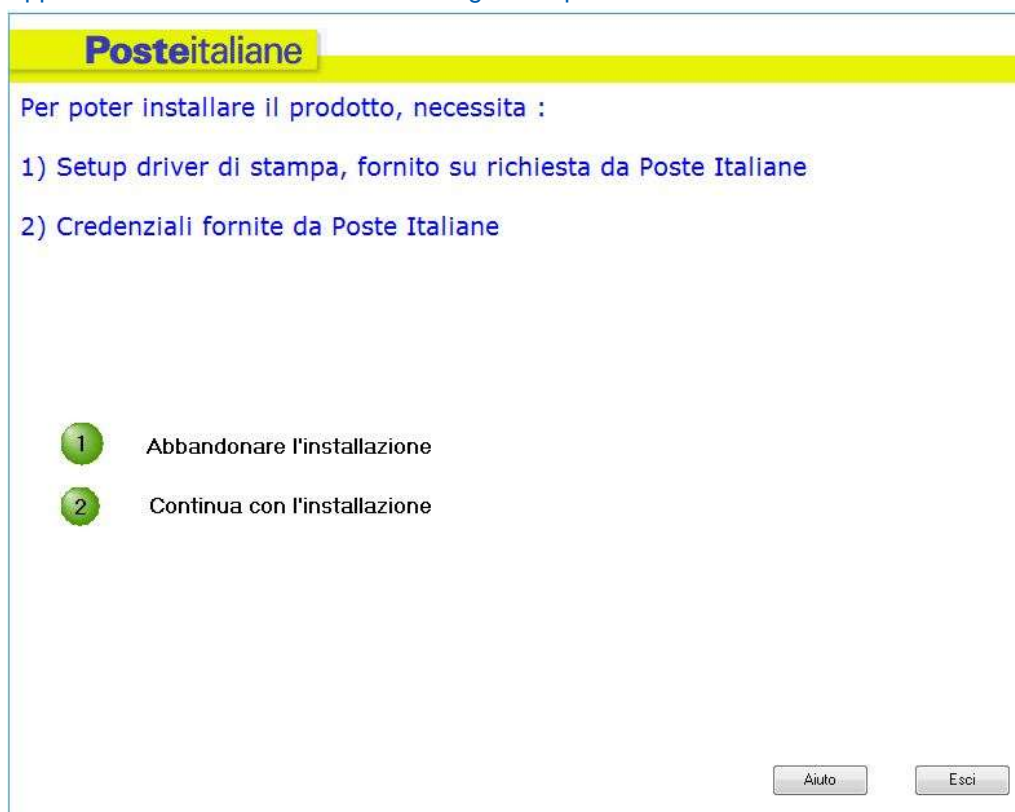 Posteitaliane
Per poter installare il prodotto, necessita :
1) Setup driver di stampa, fornito su richiesta da Poste Italiane
2) Credenziali fornite da Poste Italiane
1 Abbandonare l'installazione
2 Continua con l'installazione
Aiuto Esci